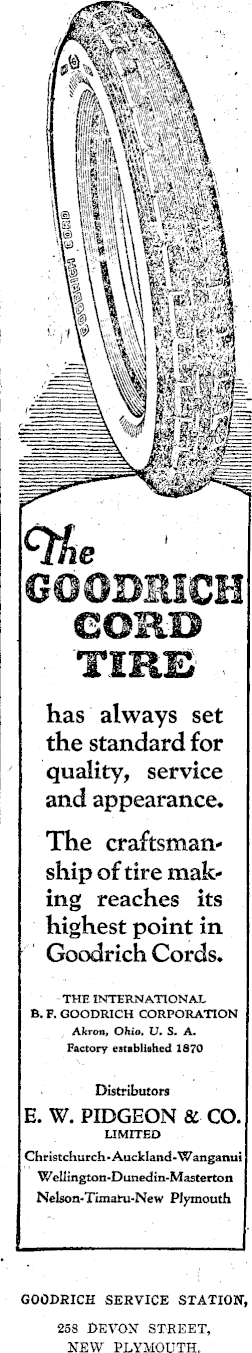 GOODRICH CORD
The
GOODRICH
CORD
TIRE
has always set
the standard for
quality, service
and appearance.
The craftsman-
ship of tire mak-
ing reaches its
highest point in
Goodrich Cords.
THE INTERNATIONAL
B. F. GOODRICH CORPORATION
Akron, Ohio, U. S. A.
Factory established 1870
Distributors
E. W. PIDGEON & CO.
LIMITED
Christchurch-Auckland-Wanganui
Wellington-Dunedin-Masterton
Nelson-Timaru-New Plymouth
GOODRICH SERVICE STATION,
258 DEVON STREET,
NEW PLYMOUTH.